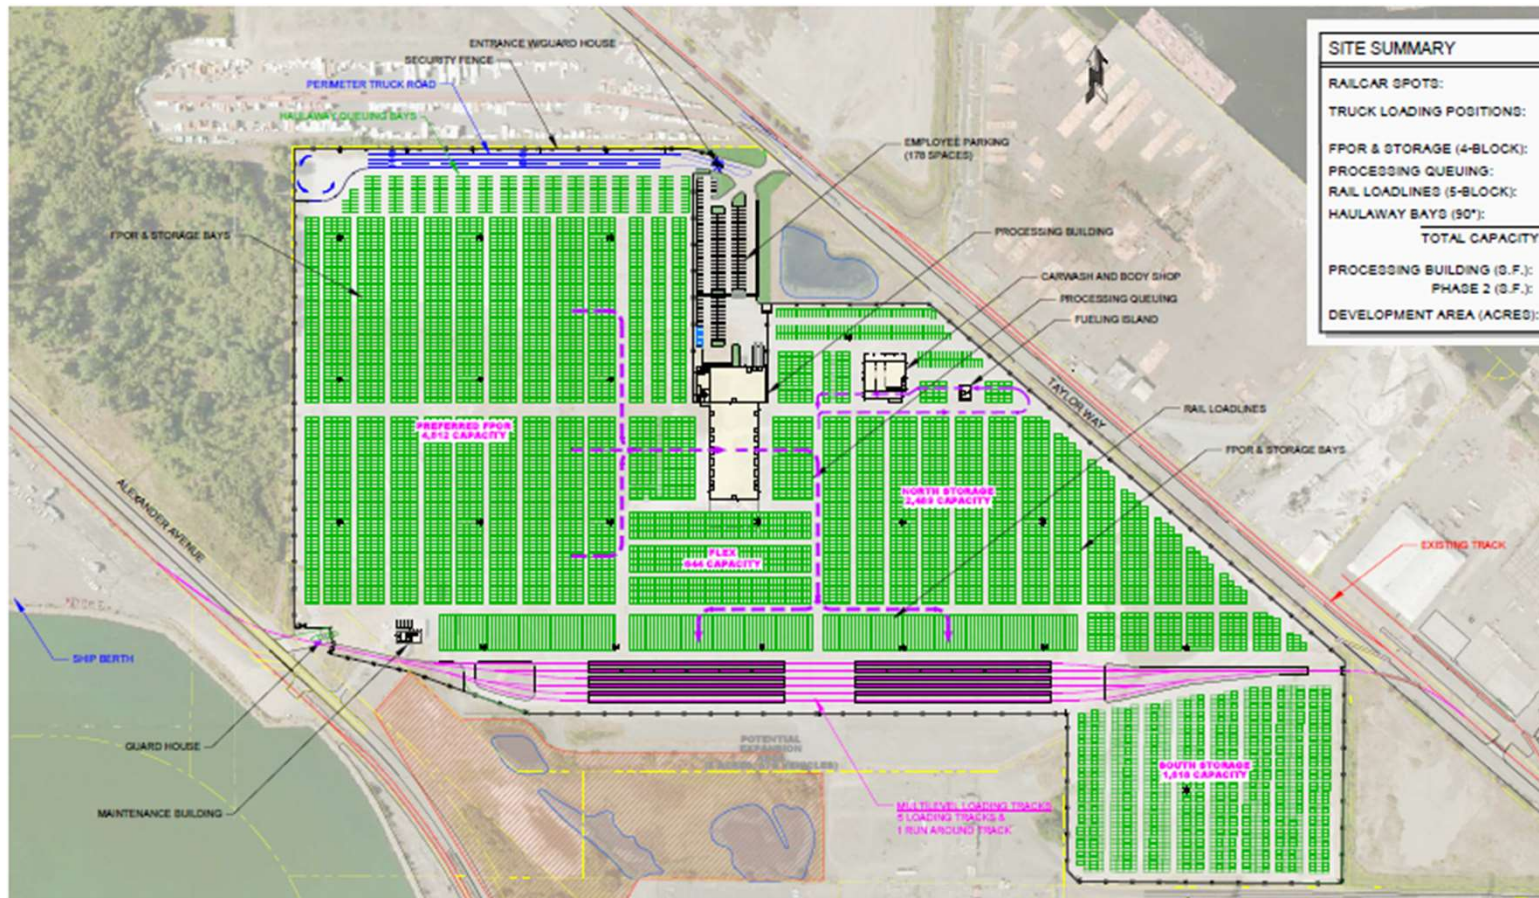 ENTRANCE W/GUARD HOUSE
SECURITY FENCE
PERIMETER TRUCK ROAD
HAULAWAY QUEUING BAYS
EMPLOYEE PARKING
(178 SPACES)
FPOR & STORAGE BAYS
PROCESSING BUILDING
CARWASH AND BODY SHOP
PROCESSING QUEUING
FUELING ISLAND
TAYLOR WAY
RAIL LOADLINES
FPOR & STORAGE BAYS
PREFERRED FPOR
4,812 CAPACITY
NORTH STORAGE
CAPACITY
FLEX
CAPACITY
ALEXANDER AVENUE
EXISTING TRACK
SHIP BERTH
GUARD HOUSE
MAINTENANCE BUILDING
POTENTIAL
EXPANSION
VEHICLES)
SOUTH STORAGE
CAPACITY
MULTILEVEL LOADING TRACKS
5 LOADING TRACKS &
1 RUN AROUND TRACK
SITE SUMMARY
RAILCAR SPOTS:
TRUCK LOADING POSITIONS:
FPOR & STORAGE (4-BLOCK):
PROCESSING QUEUING:
RAIL LOADLINES (5-BLOCK):
HAULAWAY BAYS (90°):
TOTAL CAPACITY
PROCESSING BUILDING (S.F.):
PHASE 2 (S.F.):
DEVELOPMENT AREA (ACRES):